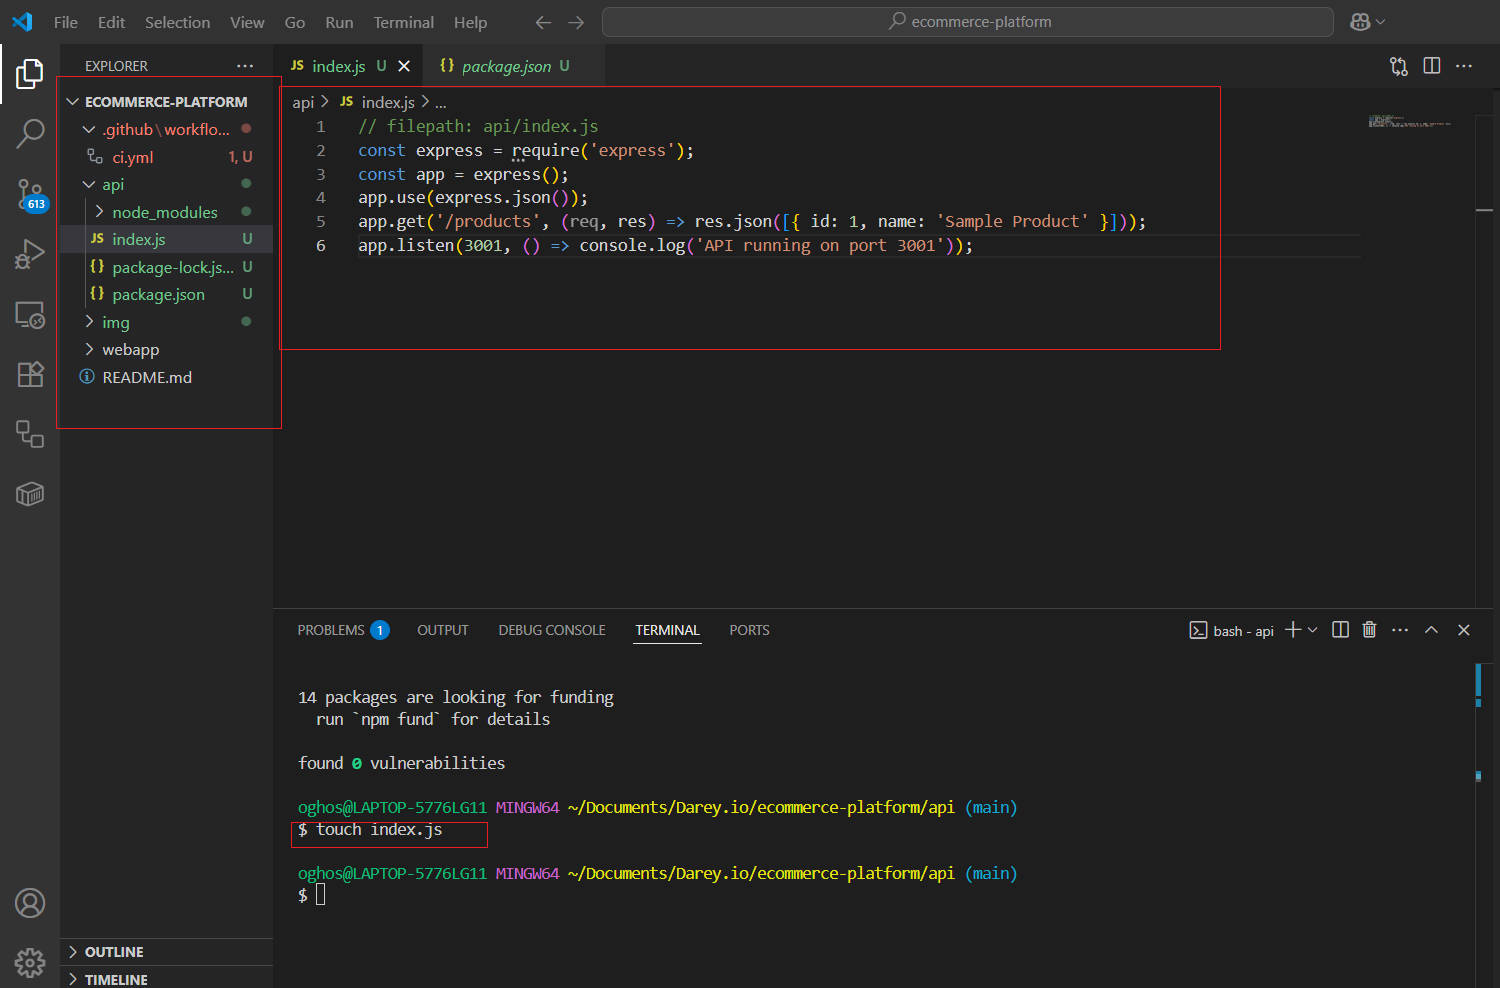 File Edit Selection View Go Run Terminal Help
ecommerce-platform
EXPLORER
ECOMMERCE-PLATFORM
.github\workflo...
ci.yml 1, U
api
node_modules
JS index.js U
{} package-lock.js... U
{} package.json U
img
webapp
README.md
613
OUTLINE
TIMELINE
JS index.js U
{} package.json U
api > JS index.js > ...
1 // filepath: api/index.js
2 const express = require('express');
3 const app = express();
4 app.use(express.json());
5 app.get('/products', (req, res) => res.json([{ id: 1, name: 'Sample Product' }]));
6 app.listen(3001, () => console.log('API running on port 3001'));
PROBLEMS 1 OUTPUT DEBUG CONSOLE TERMINAL PORTS
bash - api
14 packages are looking for funding
run `npm fund` for details
found 0 vulnerabilities
oghos@LAPTOP-5776LG11 MINGW64 ~/Documents/Darey.io/ecommerce-platform/api (main)
$ touch index.js
oghos@LAPTOP-5776LG11 MINGW64 ~/Documents/Darey.io/ecommerce-platform/api (main)
$